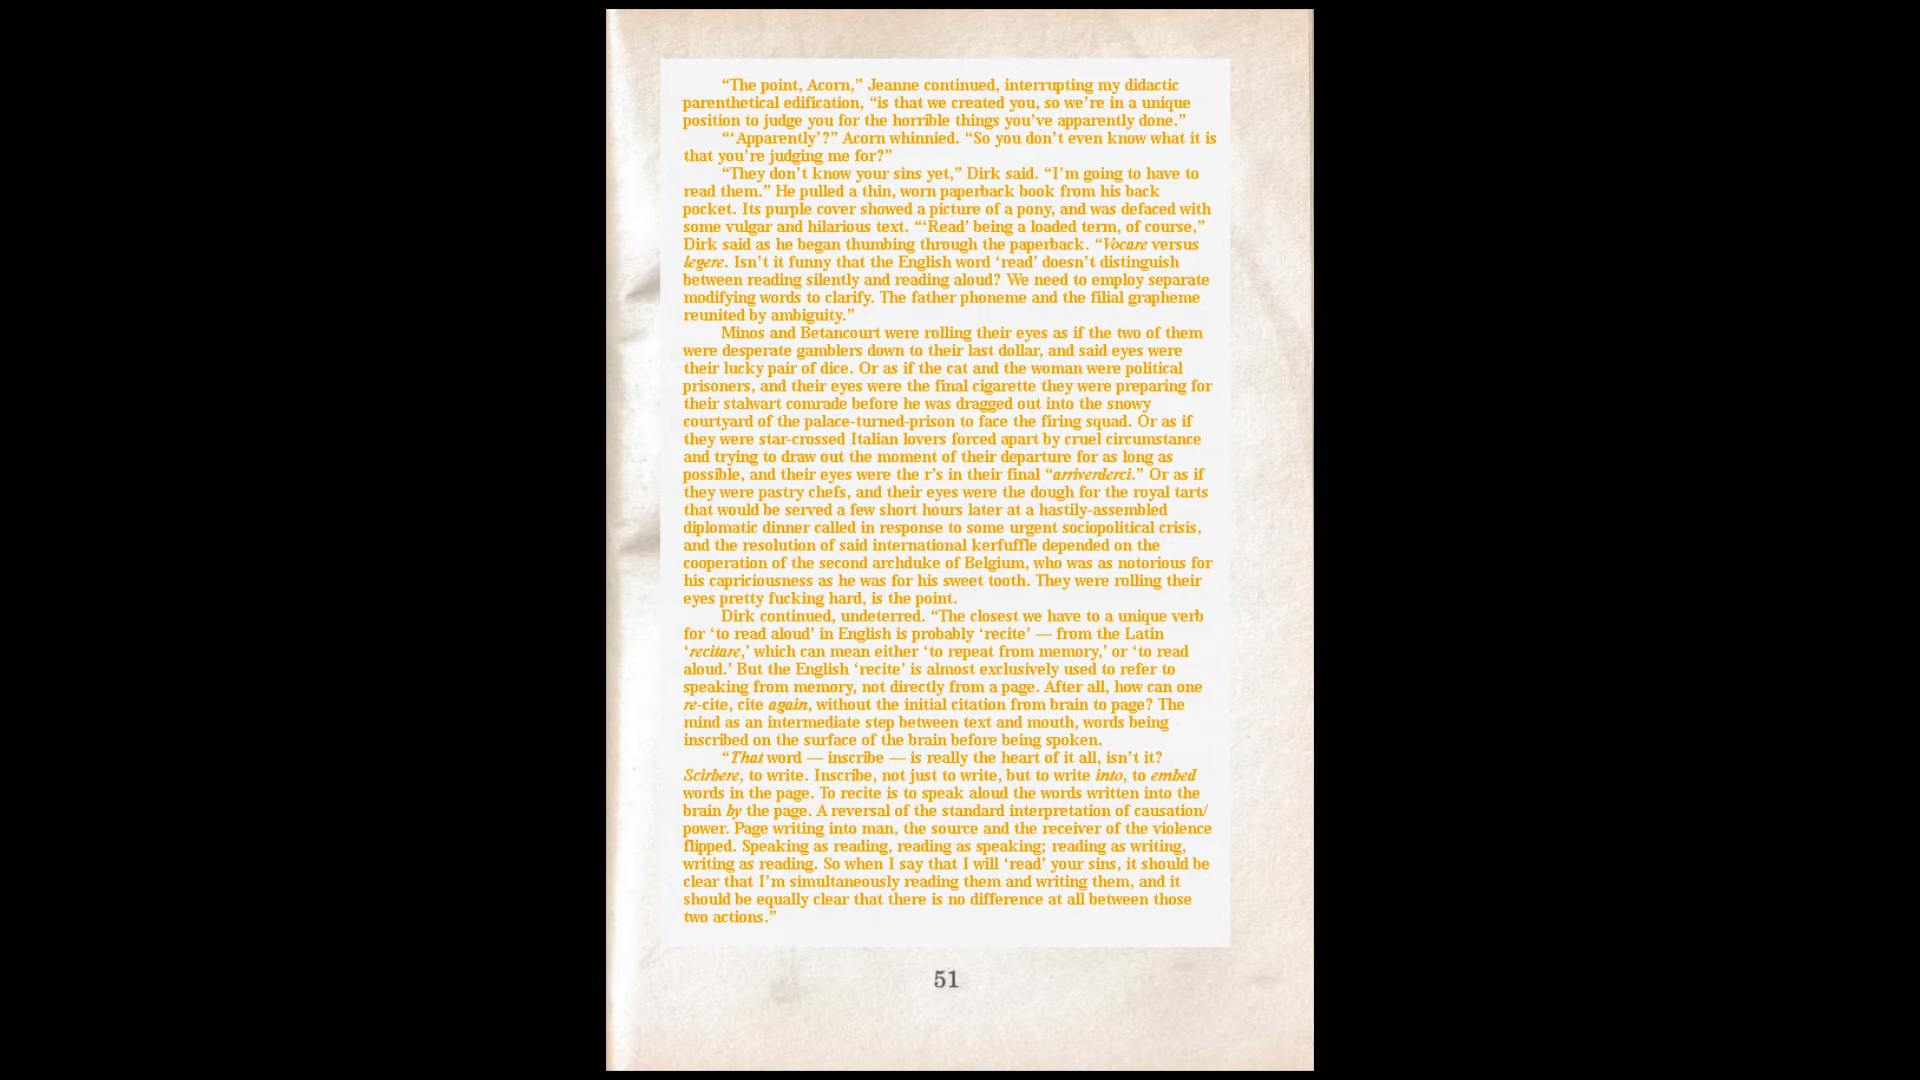 “The point, Acorn,” Jeanne continued, interrupting my didactic
parenthetical edification, “is that we created you, so we’re in a unique
position to judge you for the horrible things you’ve apparently done.”
“‘Apparently’?” Acorn whinnied. “So you don’t even know what it is
that you’re judging me for?”
“They don’t know your sins yet,” Dirk said. “I’m going to have to
read them.” He pulled a thin, worn paperback book from his back
pocket. Its purple cover showed a picture of a pony, and was defaced with
some vulgar and hilarious text. “‘Read’ being a loaded term, of course,”
Dirk said as he began thumbing through the paperback. “Vocare versus
legere. Isn’t it funny that the English word ‘read’ doesn’t distinguish
between reading silently and reading aloud? We need to employ separate
modifying words to clarify. The father phoneme and the filial grapheme
reunited by ambiguity.”
Minos and Betancourt were rolling their eyes as if the two of them
were desperate gamblers down to their last dollar, and said eyes were
their lucky pair of dice. Or as if the cat and the woman were political
prisoners, and their eyes were the final cigarette they were preparing for
their stalwart comrade before he was dragged out into the snowy
courtyard of the palace-turned-prison to face the firing squad. Or as if
they were star-crossed Italian lovers forced apart by cruel circumstance
and trying to draw out the moment of their departure for as long as
possible, and their eyes were the r’s in their final “arriverderci.” Or as if
they were pastry chefs, and their eyes were the dough for the royal tarts
that would be served a few short hours later at a hastily-assembled
diplomatic dinner called in response to some urgent sociopolitical crisis,
and the resolution of said international kerfuffle depended on the
cooperation of the second archduke of Belgium, who was as notorious for
his capriciousness as he was for his sweet tooth. They were rolling their
eyes pretty fucking hard, is the point.
Dirk continued, undeterred. “The closest we have to a unique verb
for ‘to read aloud’ in English is probably ‘recite’ — from the Latin
‘recitare,’ which can mean either ‘to repeat from memory,’ or ‘to read
aloud.’ But the English ‘recite’ is almost exclusively used to refer to
speaking from memory, not directly from a page. After all, how can one
re-cite, cite again, without the initial citation from brain to page? The
mind as an intermediate step between text and mouth, words being
inscribed on the surface of the brain before being spoken.
“That word — inscribe — is really the heart of it all, isn’t it?
Scirbere, to write. Inscribe, not just to write, but to write into, to embed
words in the page. To recite is to speak aloud the words written into the
brain by the page. A reversal of the standard interpretation of causation/
power. Page writing into man, the source and the receiver of the violence
flipped. Speaking as reading, reading as speaking; reading as writing,
writing as reading. So when I say that I will ‘read’ your sins, it should be
clear that I’m simultaneously reading them and writing them, and it
should be equally clear that there is no difference at all between those
two actions.”
51